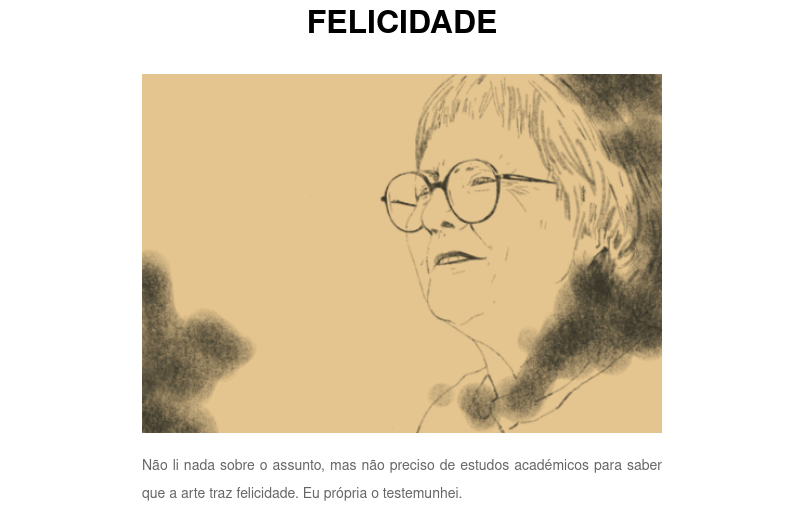 FELICIDADE
Não li nada sobre o assunto, mas não preciso de estudos académicos para saber
que a arte traz felicidade. Eu própria o testemunhei.